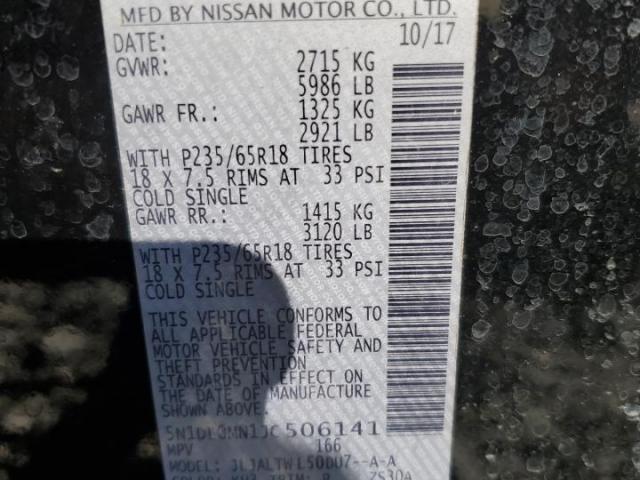 MFD BY NISSAN MOTOR CO., LTD.
DATE: 10/17
GVWR: 2715 KG
5986 LB
GAWR FR.: 1325 KG
2921 LB
WITH P235/65R18 TIRES
18 X 7.5 RIMS AT 33 PSI
COLD SINGLE
GAWR RR.: 1415 KG
3120 LB
WITH P235/65R18 TIRES
18 X 7.5 RIMS AT 33 PSI
COLD SINGLE
THIS VEHICLE CONFORMS TO
ALL APPLICABLE FEDERAL
MOTOR VEHICLE SAFETY AND
THEFT PREVENTION
STANDARDS IN EFFECT ON
THE DATE OF MANUFACTURE
SHOWN ABOVE.
506141
MPV 166
MODEL:
TRIM: ZS30A